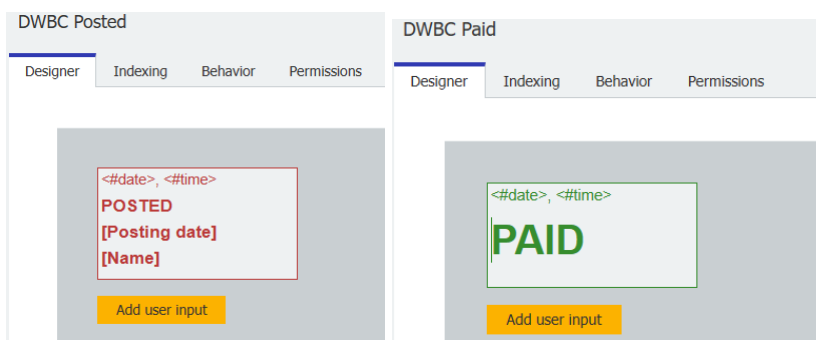 DWBC Posted
Designer Indexing Behavior Permissions
<#date>, <#time>
POSTED
[Posting date]
[Name]
Add user input
DWBC Paid
Designer Indexing Behavior Permissions
<#date>, <#time>
PAID
Add user input